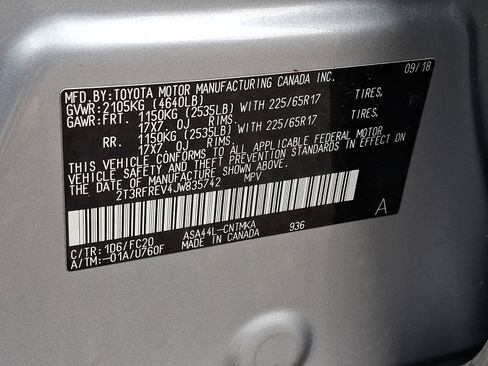 09/18
MFD.BY:TOYOTA MOTOR MANUFACTURING CANADA INC.
GVWR:2105KG (4640LB)
GAWR:FRT. 1150KG (2535LB) WITH 225/65R17 TIRES,
17X7 0J RIMS.
RR. 1150KG (2535LB) WITH 225/65R17 TIRES,
17X7 0J RIMS.
THIS VEHICLE CONFORMS TO ALL APPLICABLE FEDERAL MOTOR
VEHICLE SAFETY AND THEFT PREVENTION STANDARDS IN EFFECT ON
THE DATE OF MANUFACTURE SHOWN ABOVE.
2T3RFREV4JW835742 MPV
A
C/TR:1D6/FC20 ASA44L-CNTMKA 936
A/TM:-01A/U760F MADE IN CANADA